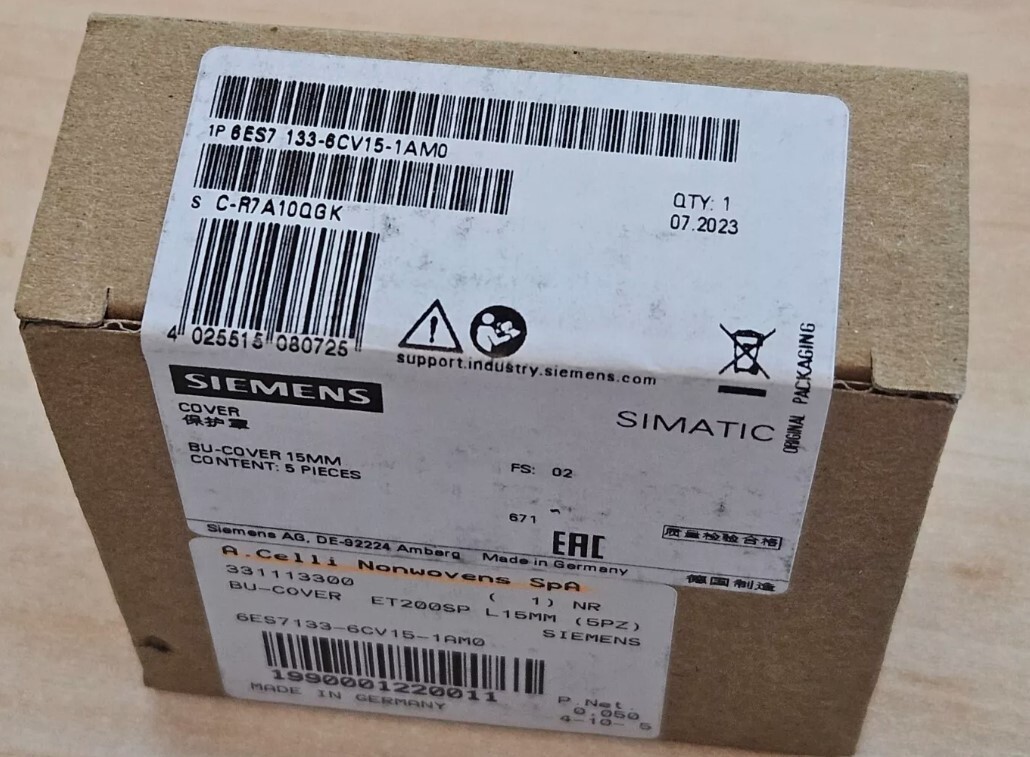 1P 6ES7 133-6CV15-1AM0
S C-R7A10QGK
QTY: 1
07.2023
4 025515 080725
support.industry.siemens.com
ORIGINAL PACKAGING
SIEMENS
SIMATIC
COVER
保护罩
BU-COVER 15MM
CONTENT: 5 PIECES
FS: 02
671
EAC
质量检验合格
Siemens AG, DE-92224 Amberg Made in Germany
德国制造
A.Celli Nonwovens SpA
331113300 ( 1) NR
BU-COVER ET200SP L15MM (5PZ)
6ES7133-6CV15-1AM0 SIEMENS
1990001220011
MADE IN GERMANY
P.Net.
0.050
4-10- 5